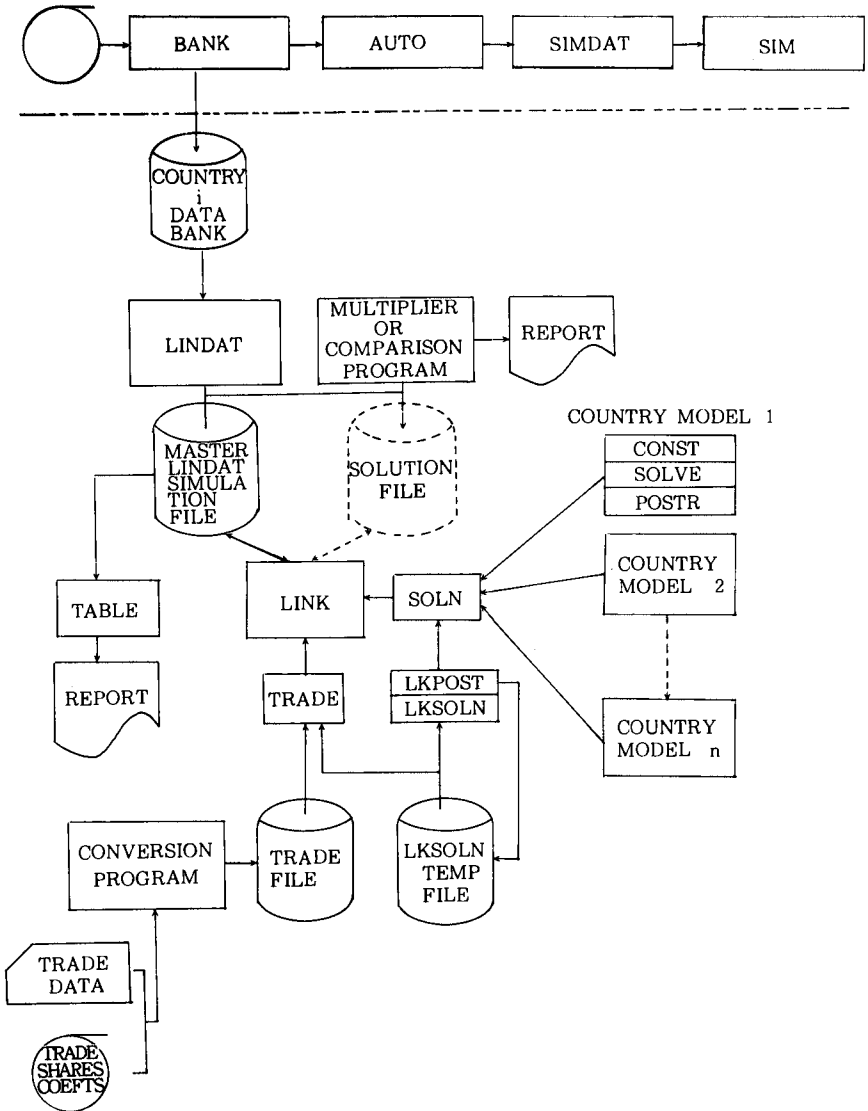 BANK
AUTO
SIMDAT
SIM
COUNTRY
i
DATA
BANK
LINDAT
MULTIPLIER
OR
COMPARISON
PROGRAM
REPORT
MASTER
LINDAT
SIMULA
TION
FILE
SOLUTION
FILE
COUNTRY MODEL 1
CONST
SOLVE
POSTR
TABLE
LINK
SOLN
COUNTRY
MODEL 2
REPORT
TRADE
LKPOST
LKSOLN
COUNTRY
MODEL n
CONVERSION
PROGRAM
TRADE
FILE
LKSOLN
TEMP
FILE
TRADE
DATA
TRADE
SHARES
COEFTS